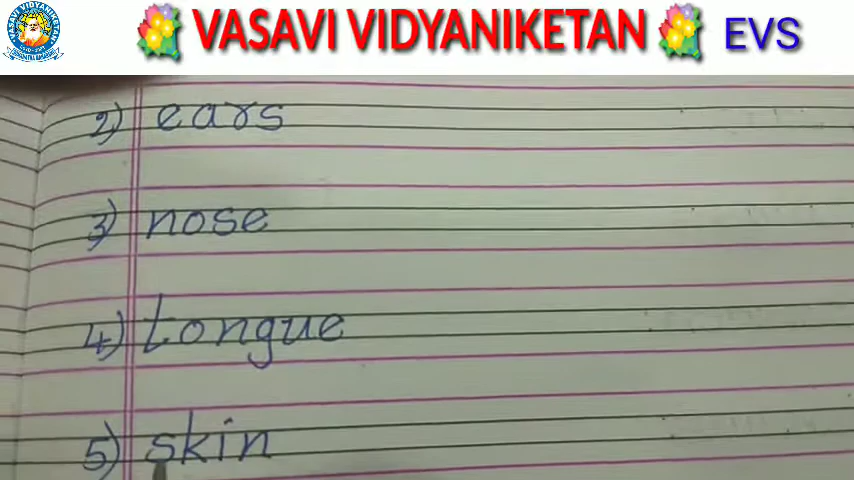 VASAVI VIDYANIKETAN EVS
2) ears
3) nose
4) tongue
5) skin